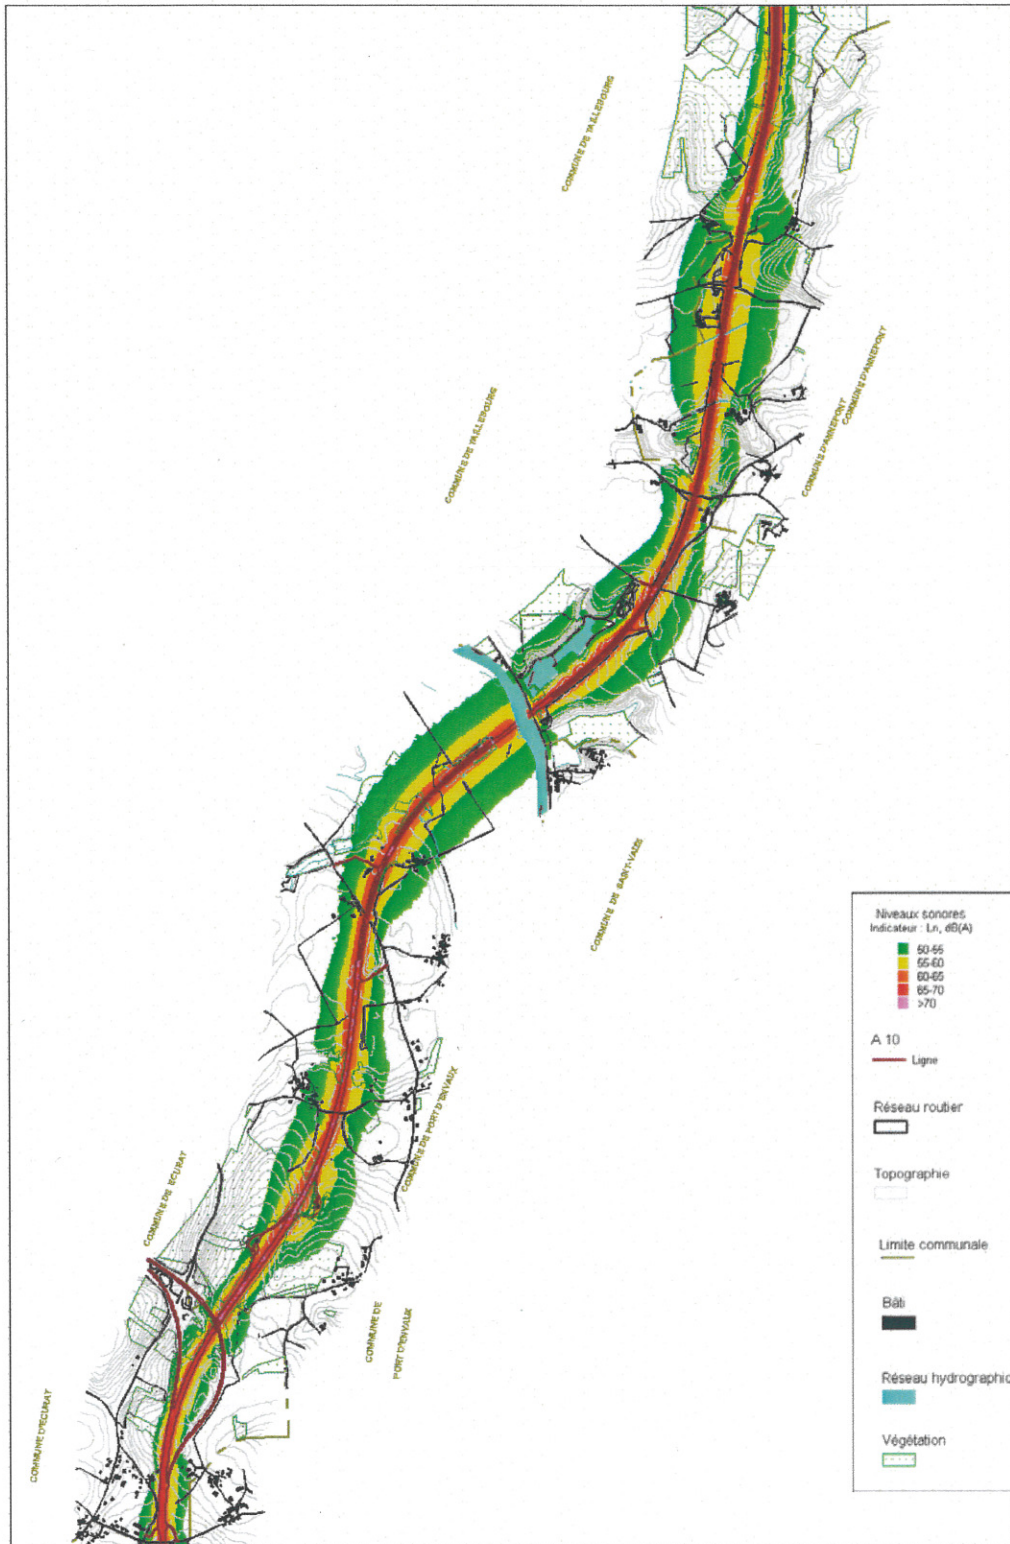 COMMUNE DE TAILLEBOURG
COMMUNE DE TAILLEBOURG
COMMUNE D'ANNEPONT
COMMUNE D'ANNEPONT
COMMUNE DE SAINT-VAIZE
COMMUNE DE PORT D'ENVAUX
COMMUNE DE ECURAT
COMMUNE DE
PORT D'ENVAUX
COMMUNE D'ECURAT
Niveaux sonores
Indicateur : Ln, dB(A)
50-55
55-60
60-65
65-70
>70
A 10
Ligne
Réseau routier
Topographie
Limite communale
Bâti
Réseau hydrographic
Végétation